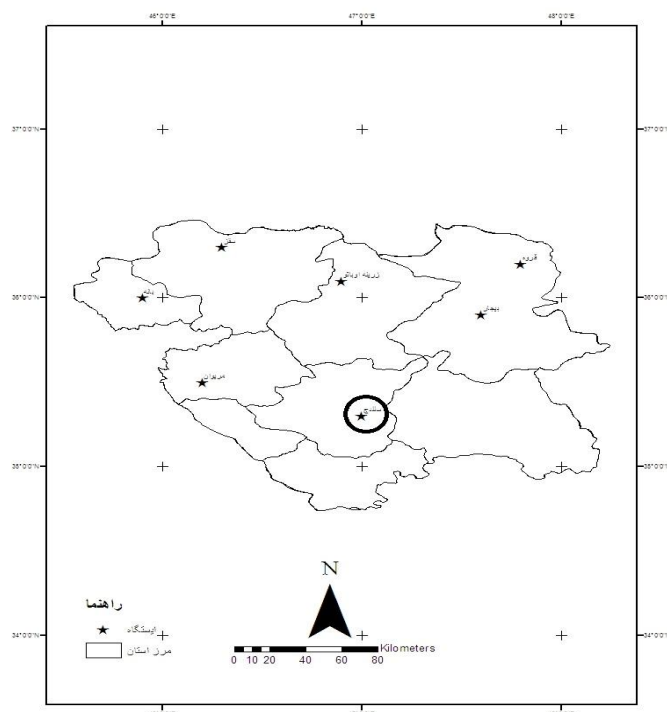 46°0'0"E 47°0'0"E 48°0'0"E
37°0'0"N 37°0'0"N
سقز
قروه
زرینه اوباتو
بانه
36°0'0"N 36°0'0"N
بیجار
مریوان
سنندج
35°0'0"N 35°0'0"N
N
راهنما
ایستگاه
مرز استان
34°0'0"N 34°0'0"N
Kilometers
0 10 20 40 60 80